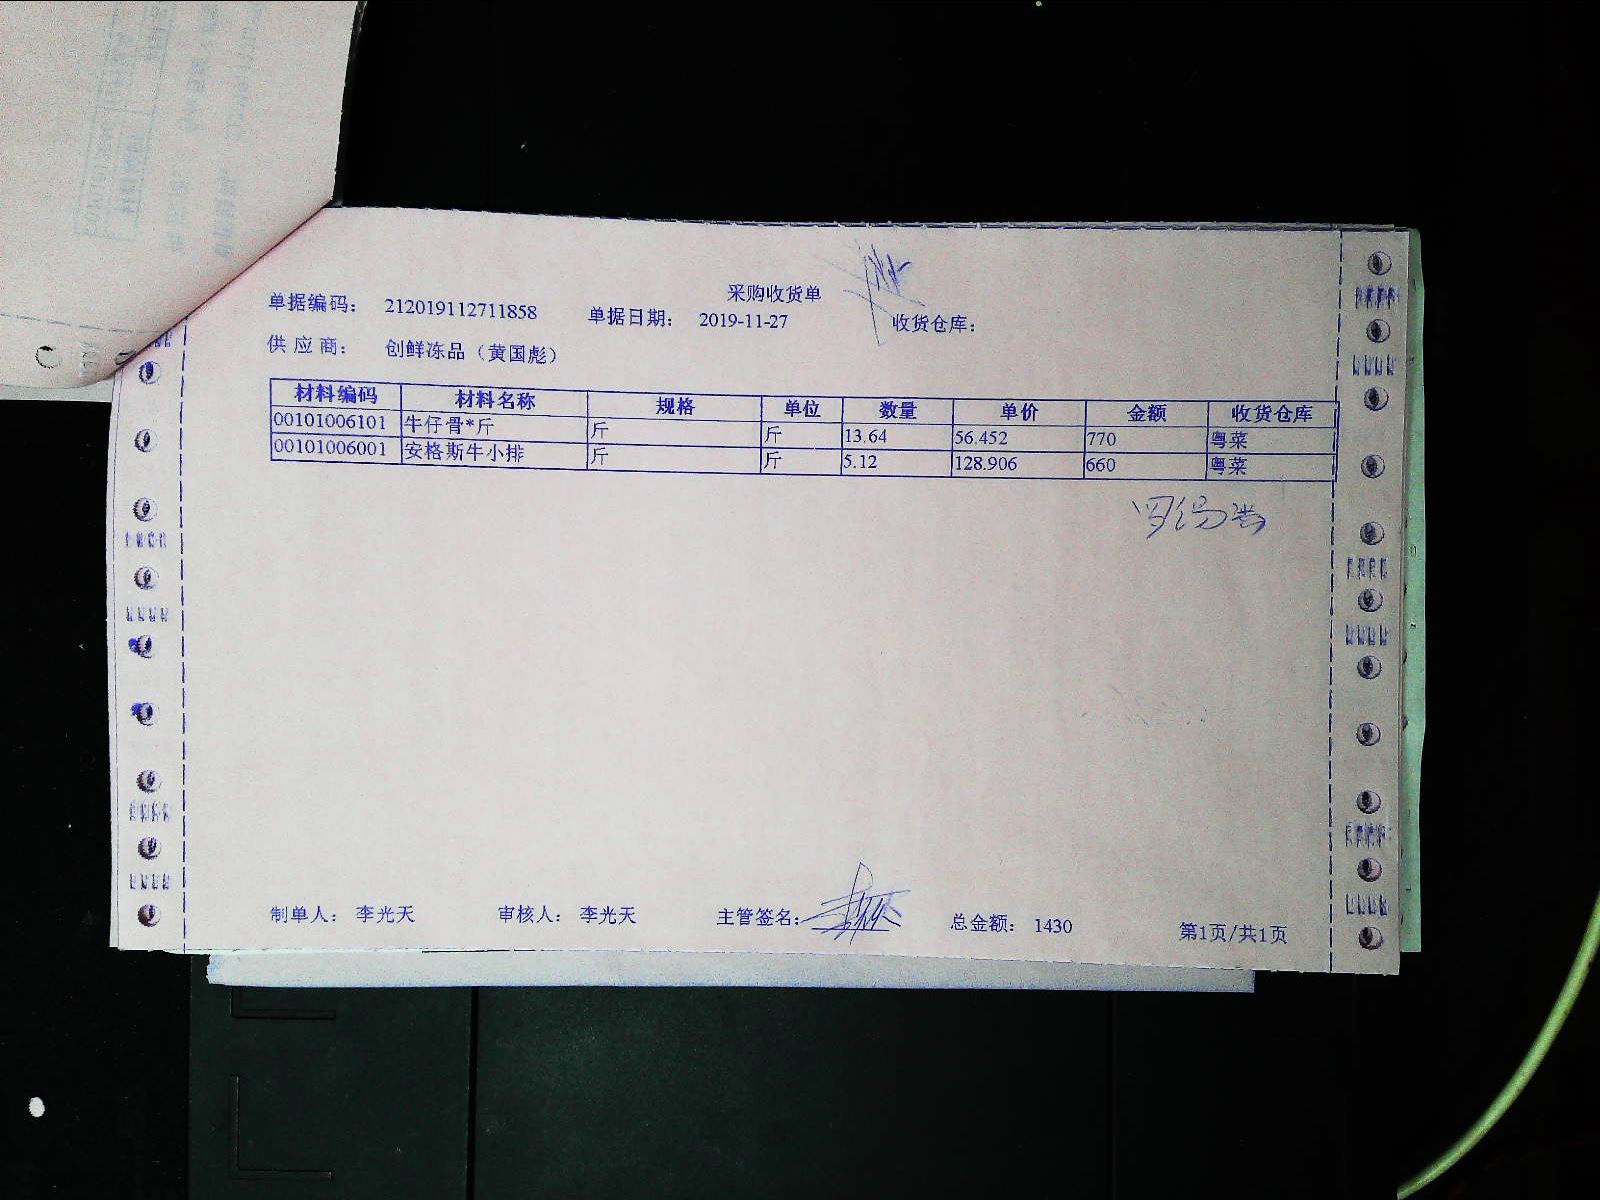 采购收货单
单据编码： 212019112711858 单据日期： 2019-11-27 收货仓库：
供 应 商： 创鲜冻品（黄国彪）
材料编码 材料名称 规格 单位 数量 单价 金额 收货仓库
00101006101 牛仔骨*斤 斤 斤 13.64 56.452 770 粤菜
00101006001 安格斯牛小排 斤 斤 5.12 128.906 660 粤菜
制单人： 李光天 审核人： 李光天 主管签名： 总金额： 1430 第1页/共1页